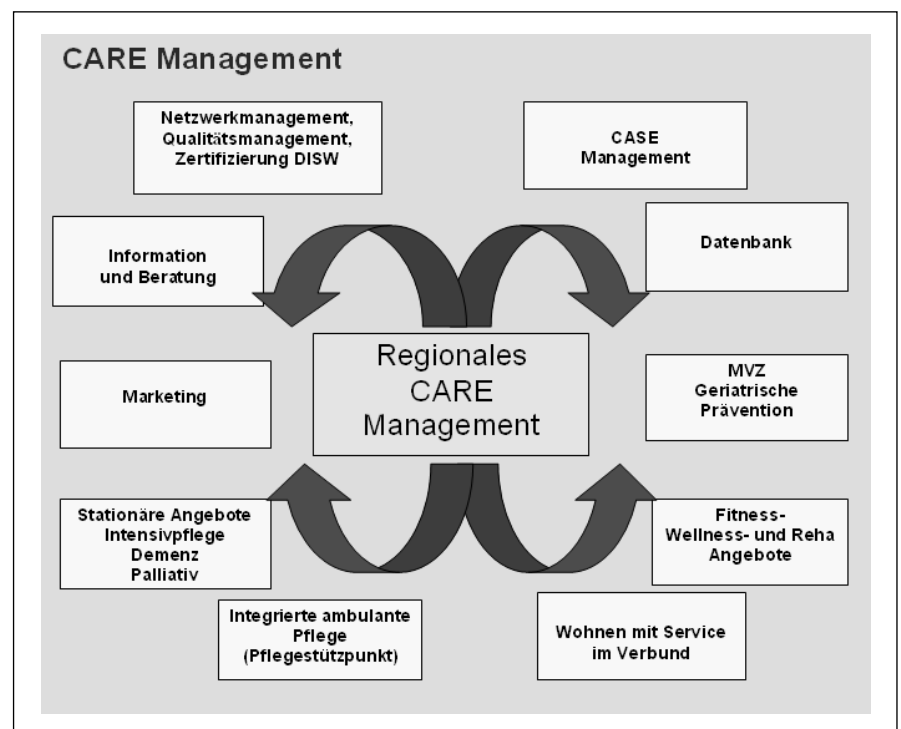 CARE Management
Netzwerkmanagement,
Qualitätsmanagement,
Zertifizierung DISW
CASE
Management
Information
und Beratung
Datenbank
Regionales
CARE
Management
Marketing
MVZ
Geriatrische
Prävention
Stationäre Angebote
Intensivpflege
Demenz
Palliativ
Fitness-
Wellness- und Reha
Angebote
Integrierte ambulante
Pflege
(Pflegestützpunkt)
Wohnen mit Service
im Verbund